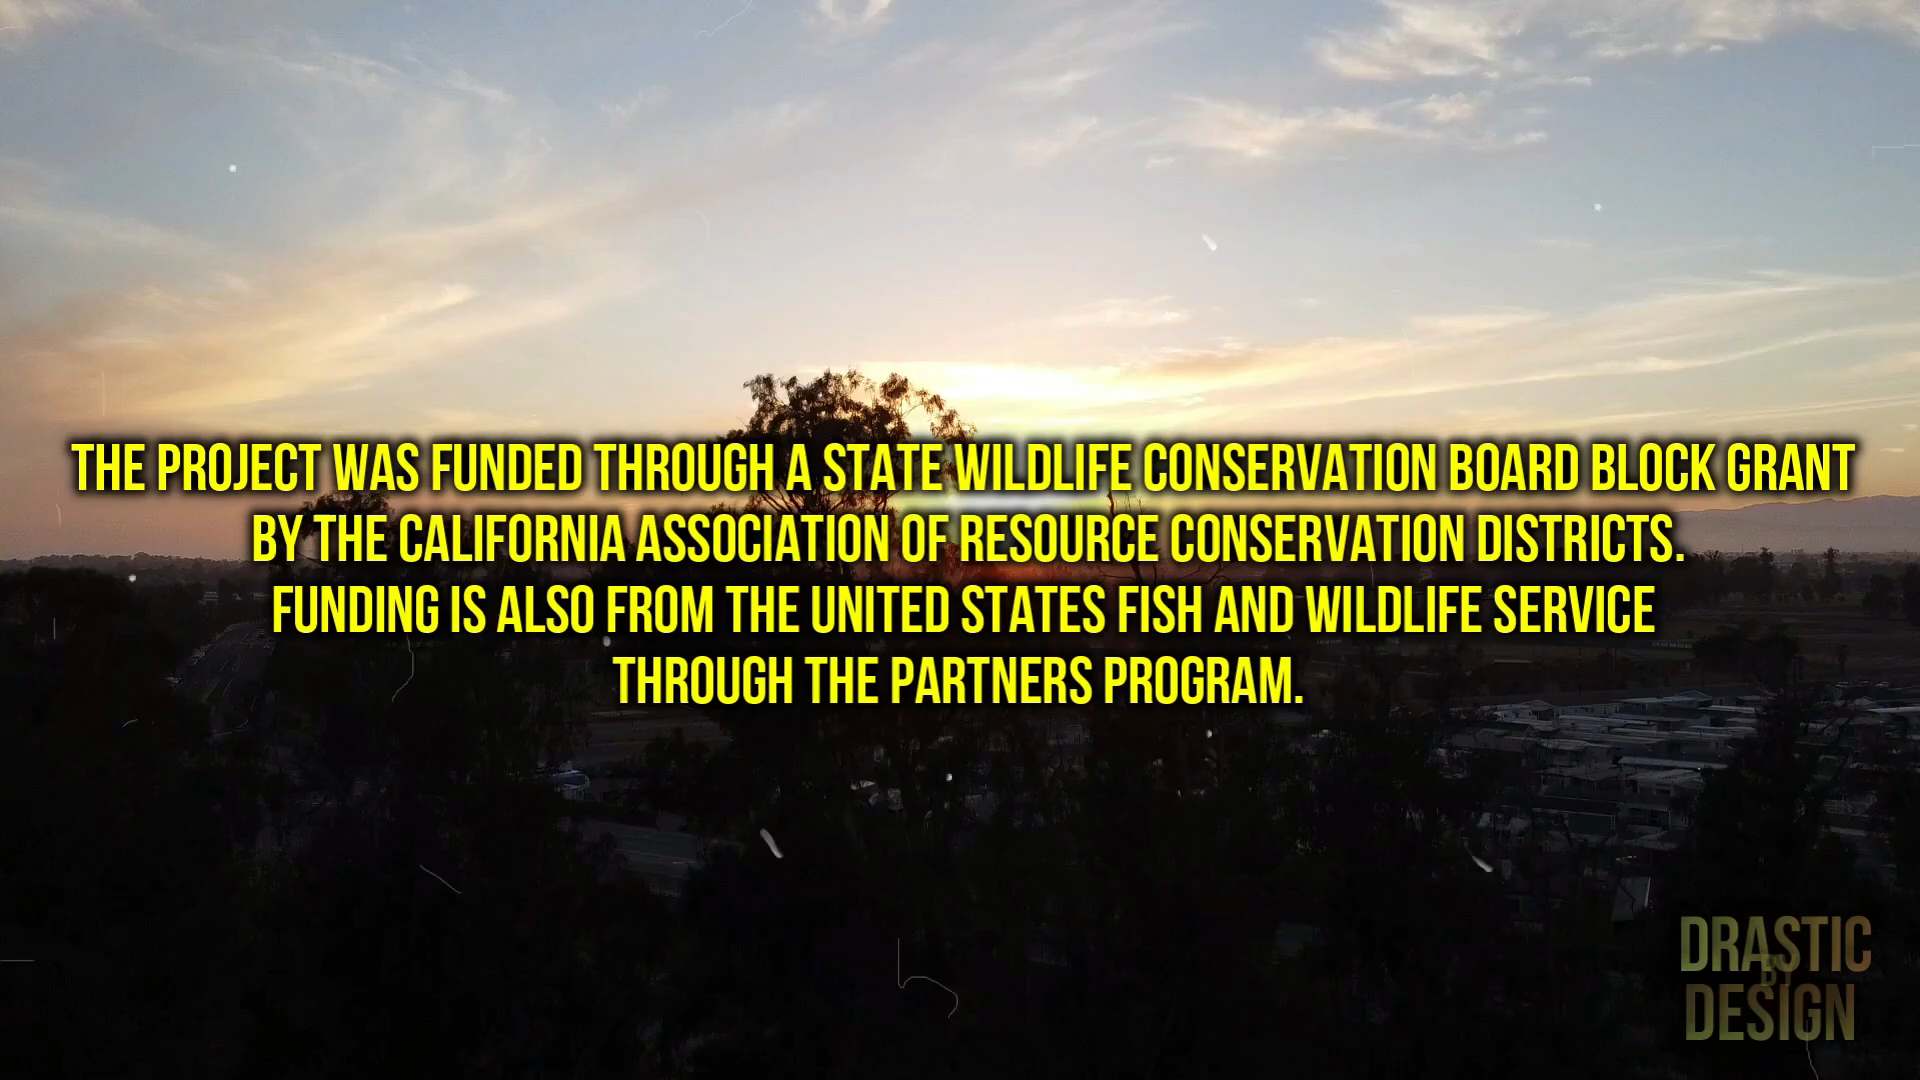 THE PROJECT WAS FUNDED THROUGH A STATE WILDLIFE CONSERVATION BOARD BLOCK GRANT
BY THE CALIFORNIA ASSOCIATION OF RESOURCE CONSERVATION DISTRICTS.
FUNDING IS ALSO FROM THE UNITED STATES FISH AND WILDLIFE SERVICE
THROUGH THE PARTNERS PROGRAM.
DRASTIC
BY
DESIGN